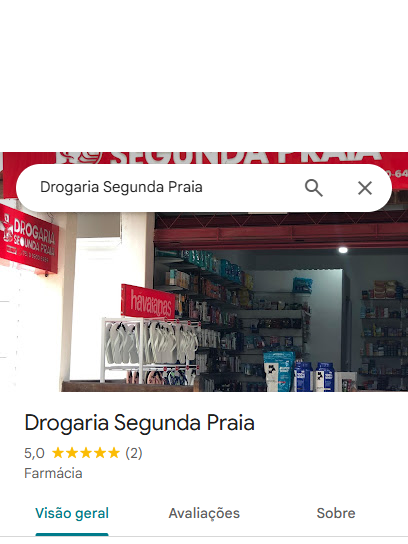 SEGUNDA PRAIA
Drogaria Segunda Praia
DROGARIA
SEGUNDA PRAIA
havaianas
Drogaria Segunda Praia
5,0 ★★★★★ (2)
Farmácia
Visão geral
Avaliações
Sobre